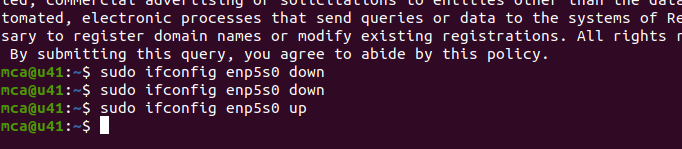 ted, commercial advertising or solicitations to entities other than the data
tomated, electronic processes that send queries or data to the systems of Re
sary to register domain names or modify existing registrations. All rights r
By submitting this query, you agree to abide by this policy.
mca@u41:~$ sudo ifconfig enp5s0 down
mca@u41:~$ sudo ifconfig enp5s0 down
mca@u41:~$ sudo ifconfig enp5s0 up
mca@u41:~$